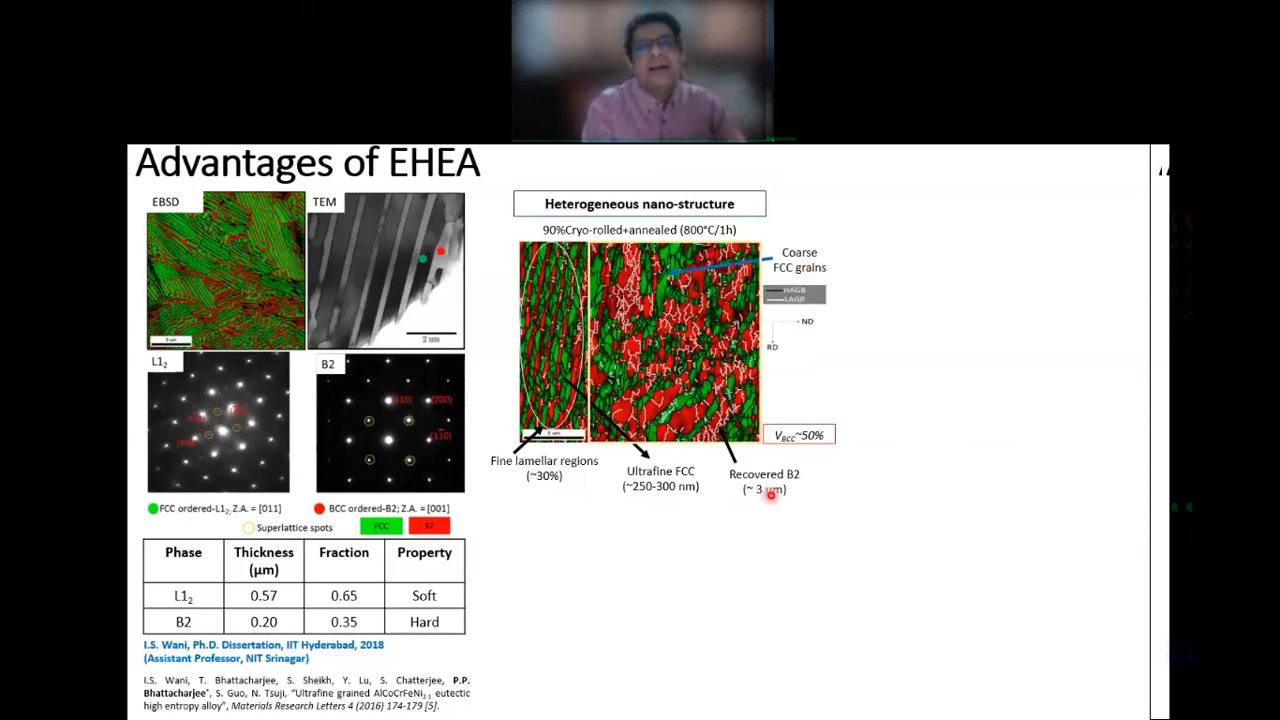 Advantages of EHEA
EBSD
TEM
L1₂
B2
(200)
FCC ordered-L1₂; Z.A. = [011]
BCC ordered-B2; Z.A. = [001]
Superlattice spots
FCC
B2
Phase Thickness (μm) Fraction Property
L1₂ 0.57 0.65 Soft
B2 0.20 0.35 Hard
I.S. Wani, Ph.D. Dissertation, IIT Hyderabad, 2018
(Assistant Professor, NIT Srinagar)
I.S. Wani, T. Bhattacharjee, S. Sheikh, Y. Lu, S. Chatterjee, P.P.
Bhattacharjee*, S. Guo, N. Tsuji, "Ultrafine grained AlCoCrFeNi₂.₁ eutectic
high entropy alloy", Materials Research Letters 4 (2016) 174-179 [5].
Heterogeneous nano-structure
90%Cryo-rolled+annealed (800°C/1h)
Coarse
FCC grains
HAGB
LAGB
ND
RD
V_BCC~50%
Fine lamellar regions
(~30%)
Ultrafine FCC
(~250-300 nm)
Recovered B2
(~ 3 μm)